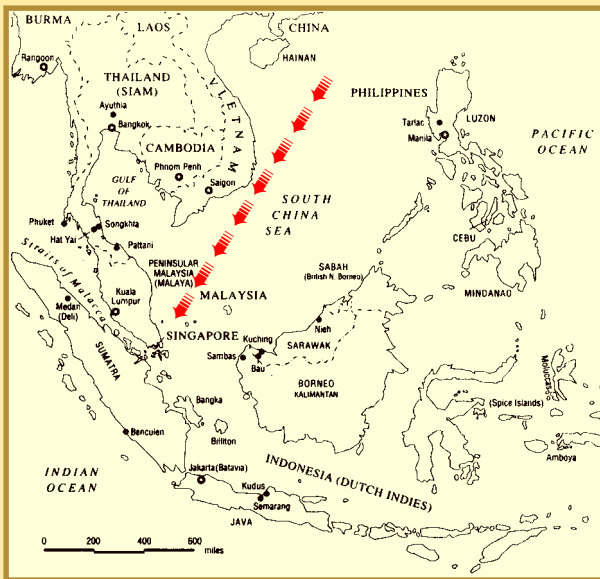 BURMA
LAOS
CHINA
Rangoon
HAINAN
THAILAND
(SIAM)
VIETNAM
PHILIPPINES
Ayuthia
Bangkok
Tarlac
LUZON
Manila
PACIFIC
OCEAN
CAMBODIA
Phnom Penh
Saigon
GULF
OF
THAILAND
SOUTH
CHINA
SEA
Phuket
Songkhla
Hat Yai
Pattani
CEBU
Straits of Malacca
PENINSULAR
MALAYSIA
(MALAYA)
SABAH
(British N. Borneo)
MINDANAO
Kuala
Lumpur
MALAYSIA
Medan
(Deli)
Nieh
SINGAPORE
Kuching
SARAWAK
Sambas
Bau
SUMATRA
BORNEO
KALIMANTAN
Moluccas
(Spice Islands)
Bangka
Billiton
Bencuien
Amboya
INDIAN
OCEAN
INDONESIA (DUTCH INDIES)
Jakarta (Batavia)
Kudus
Semarang
JAVA
0 200 400 600
miles